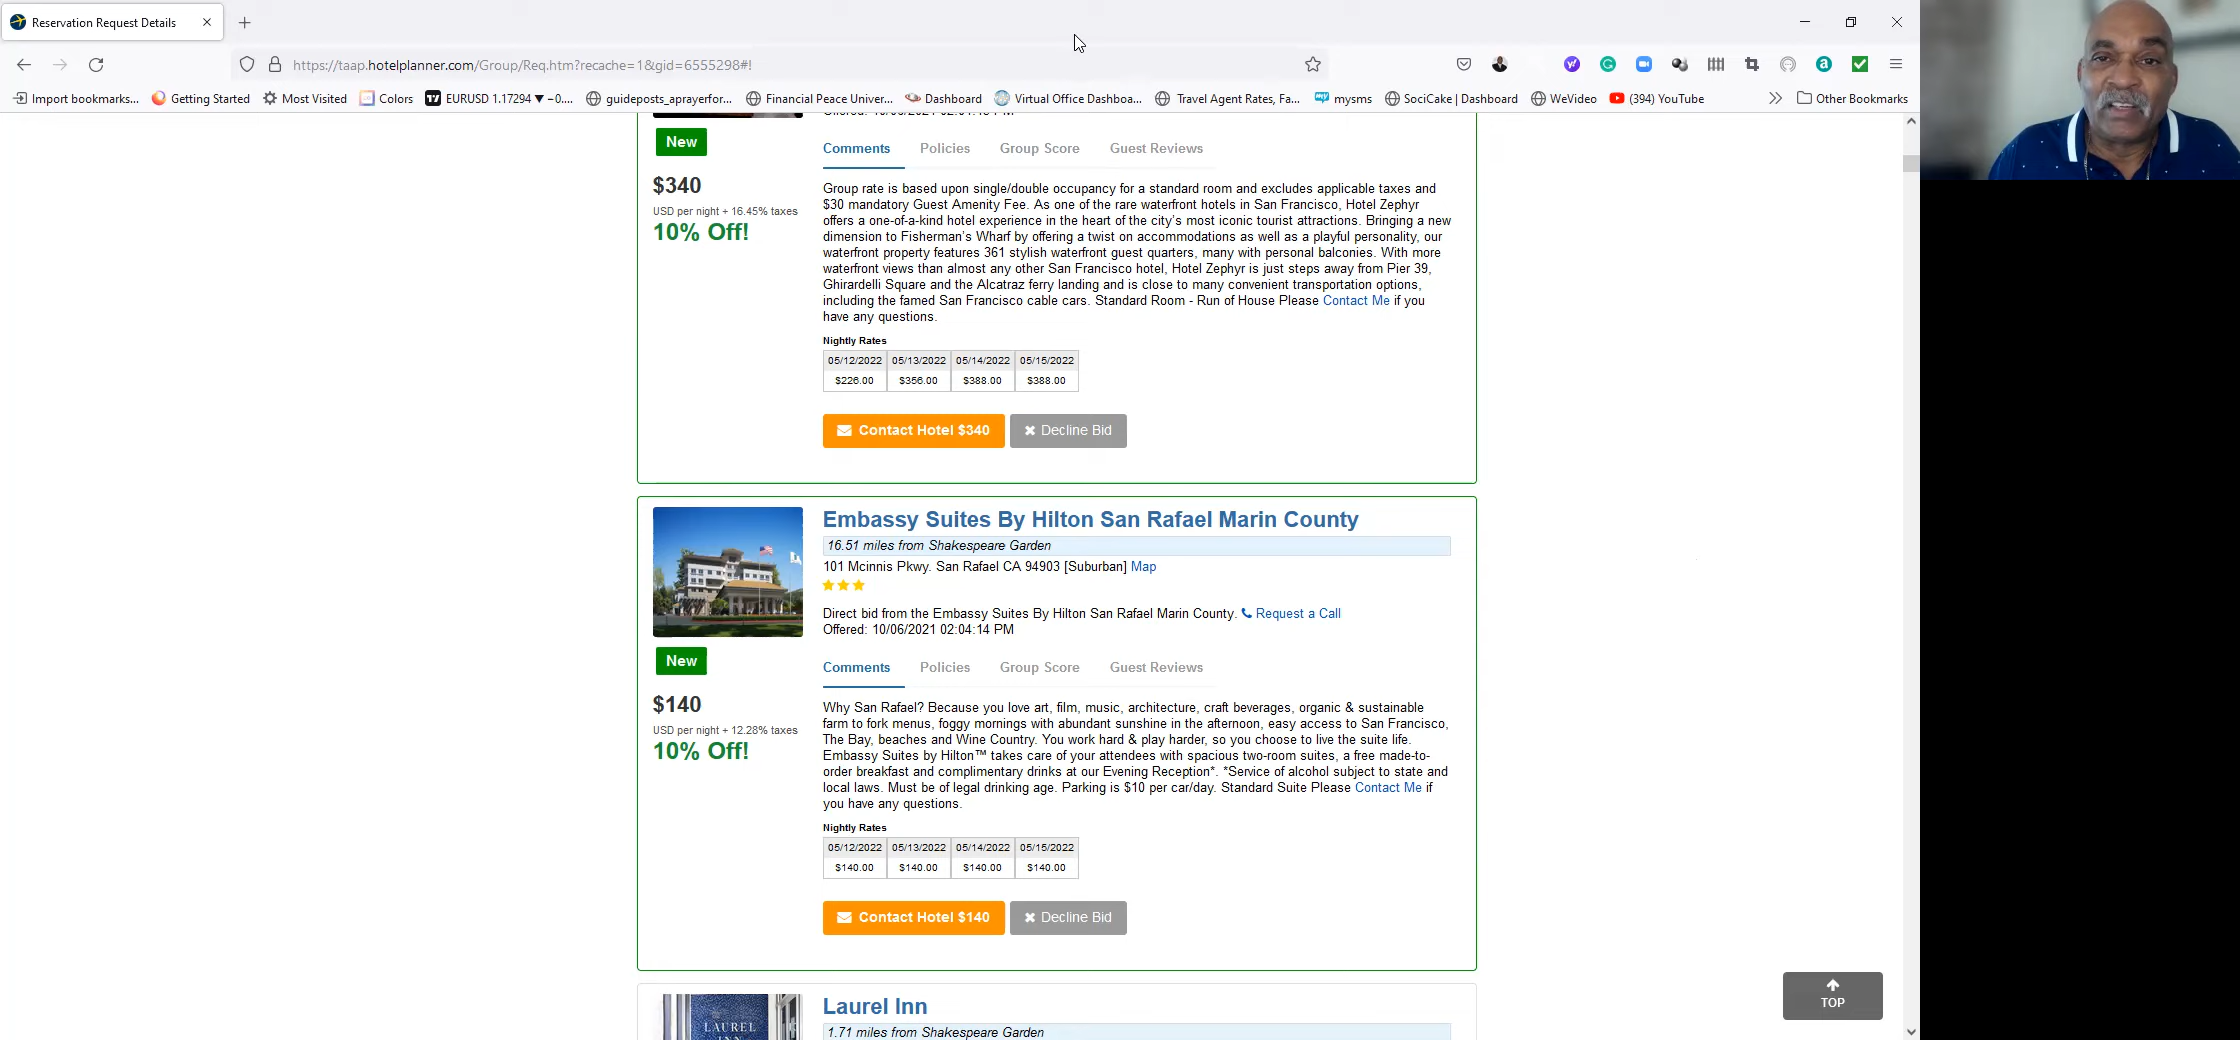 Reservation Request Details
https://taap.hotelplanner.com/Group/Req.htm?recache=1&gid=6555298#!
Import bookmarks...
Getting Started
Most Visited
Colors
EURUSD 1.17294 ▼ −0....
guideposts_aprayerfor...
Financial Peace Univer...
Dashboard
Virtual Office Dashboa...
Travel Agent Rates, Fa...
mysms
SociCake | Dashboard
WeVideo
(394) YouTube
Other Bookmarks
New
$340
USD per night + 16.45% taxes
10% Off!
Comments Policies Group Score Guest Reviews
Group rate is based upon single/double occupancy for a standard room and excludes applicable taxes and
$30 mandatory Guest Amenity Fee. As one of the rare waterfront hotels in San Francisco, Hotel Zephyr
offers a one-of-a-kind hotel experience in the heart of the city's most iconic tourist attractions. Bringing a new
dimension to Fisherman's Wharf by offering a twist on accommodations as well as a playful personality, our
waterfront property features 361 stylish waterfront guest quarters, many with personal balconies. With more
waterfront views than almost any other San Francisco hotel, Hotel Zephyr is just steps away from Pier 39,
Ghirardelli Square and the Alcatraz ferry landing and is close to many convenient transportation options,
including the famed San Francisco cable cars. Standard Room - Run of House Please Contact Me if you
have any questions.
Nightly Rates
05/12/2022 05/13/2022 05/14/2022 05/15/2022
$226.00 $356.00 $388.00 $388.00
Contact Hotel $340
Decline Bid
Embassy Suites By Hilton San Rafael Marin County
16.51 miles from Shakespeare Garden
101 Mcinnis Pkwy. San Rafael CA 94903 [Suburban] Map
Direct bid from the Embassy Suites By Hilton San Rafael Marin County. Request a Call
Offered: 10/06/2021 02:04:14 PM
New
$140
USD per night + 12.28% taxes
10% Off!
Comments Policies Group Score Guest Reviews
Why San Rafael? Because you love art, film, music, architecture, craft beverages, organic & sustainable
farm to fork menus, foggy mornings with abundant sunshine in the afternoon, easy access to San Francisco,
The Bay, beaches and Wine Country. You work hard & play harder, so you choose to live the suite life.
Embassy Suites by Hilton™ takes care of your attendees with spacious two-room suites, a free made-to-
order breakfast and complimentary drinks at our Evening Reception*. *Service of alcohol subject to state and
local laws. Must be of legal drinking age. Parking is $10 per car/day. Standard Suite Please Contact Me if
you have any questions.
Nightly Rates
05/12/2022 05/13/2022 05/14/2022 05/15/2022
$140.00 $140.00 $140.00 $140.00
Contact Hotel $140
Decline Bid
LAUREL
Laurel Inn
1.71 miles from Shakespeare Garden
TOP